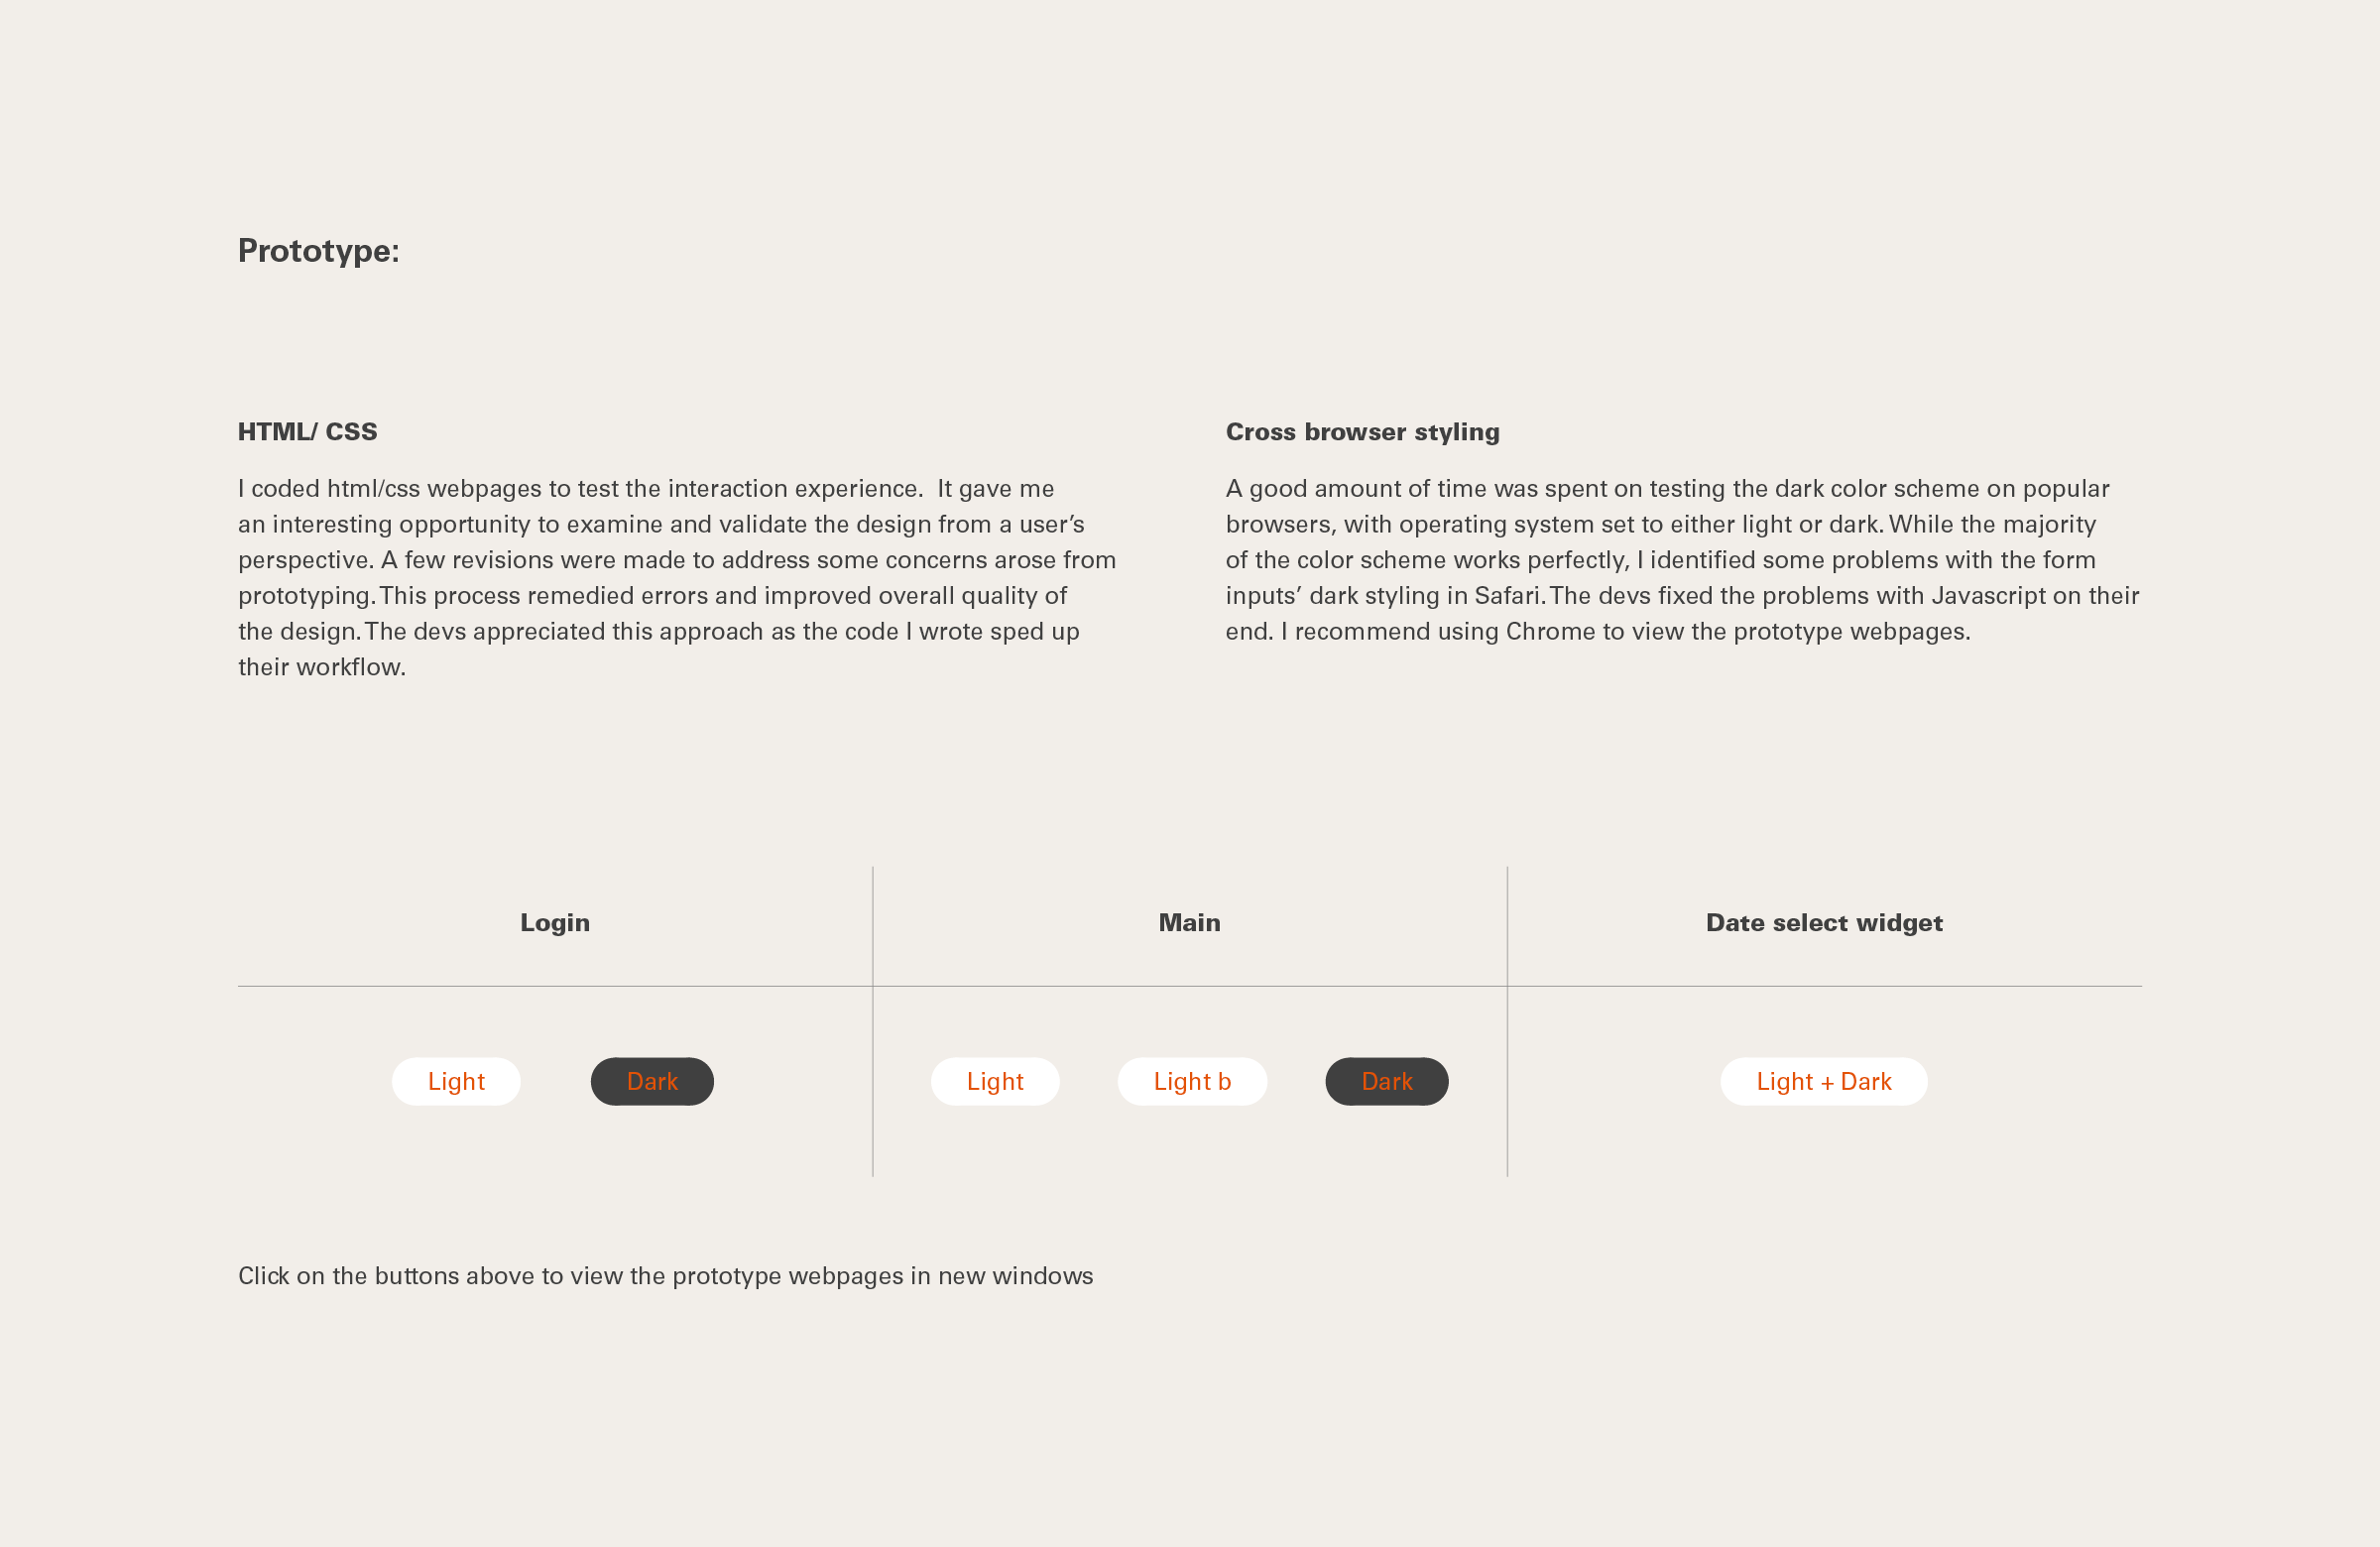 Prototype:
HTML/ CSS
I coded html/css webpages to test the interaction experience.  It gave me
an interesting opportunity to examine and validate the design from a user’s
perspective. A few revisions were made to address some concerns arose from
prototyping. This process remedied errors and improved overall quality of
the design. The devs appreciated this approach as the code I wrote sped up
their workflow.
Cross browser styling
A good amount of time was spent on testing the dark color scheme on popular
browsers, with operating system set to either light or dark. While the majority
of the color scheme works perfectly, I identified some problems with the form
inputs’ dark styling in Safari. The devs fixed the problems with Javascript on their
end. I recommend using Chrome to view the prototype webpages.
Login
Main
Date select widget
Light
Dark
Light
Light b
Dark
Light + Dark
Click on the buttons above to view the prototype webpages in new windows